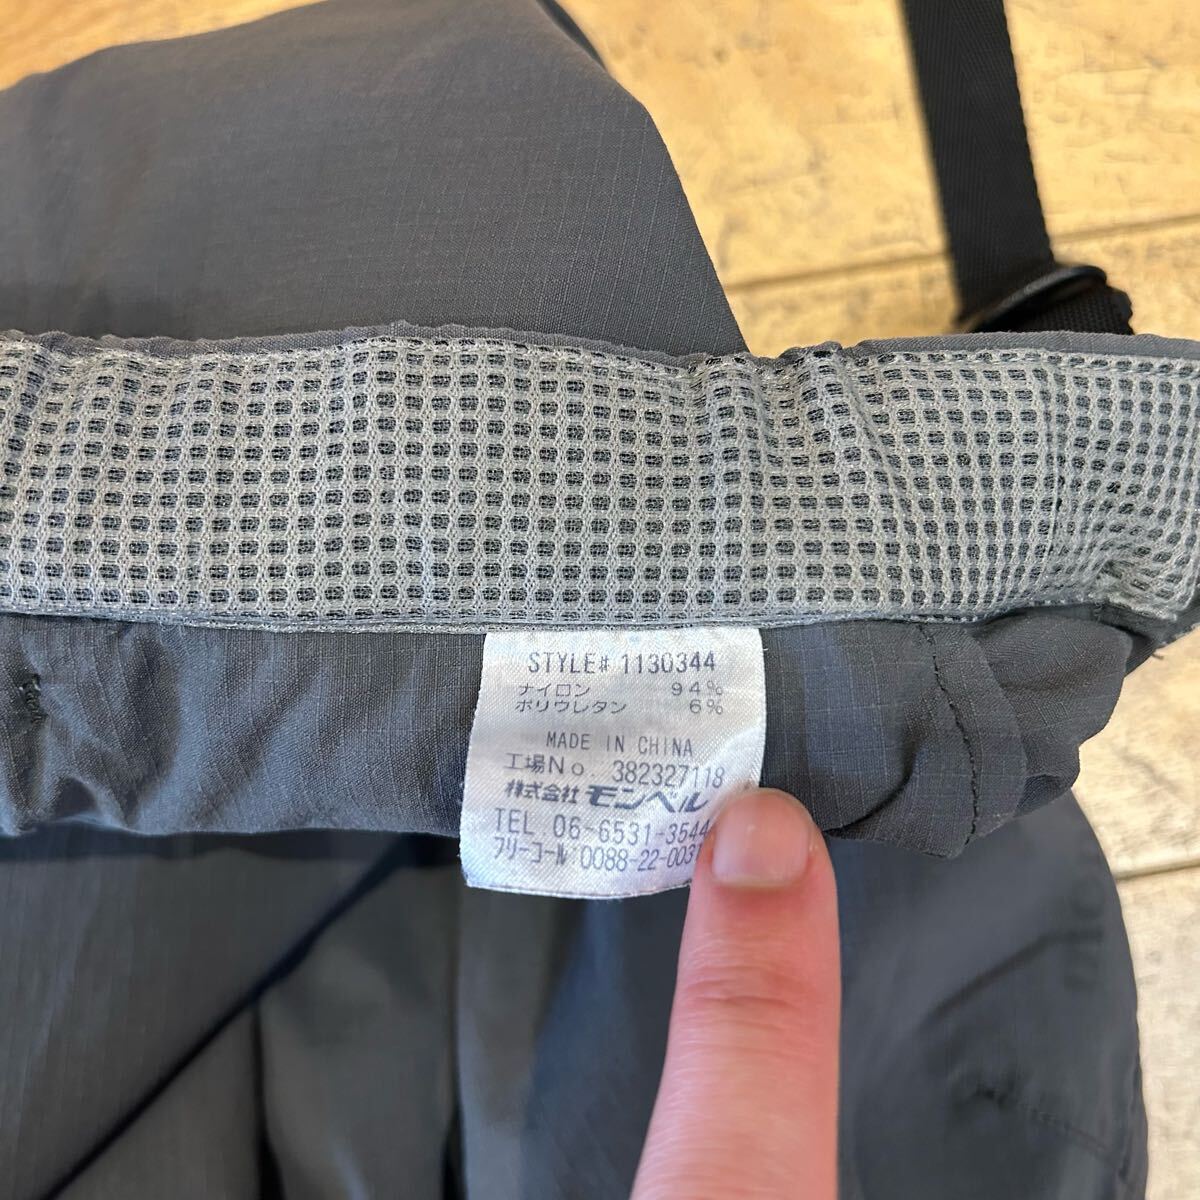 STYLE# 1130344
ナイロン 94%
ポリウレタン 6%
MADE IN CHINA
工場No. 382327118
株式会社 モンベル
TEL 06-6531-3544
フリーコール 0088-22-0031